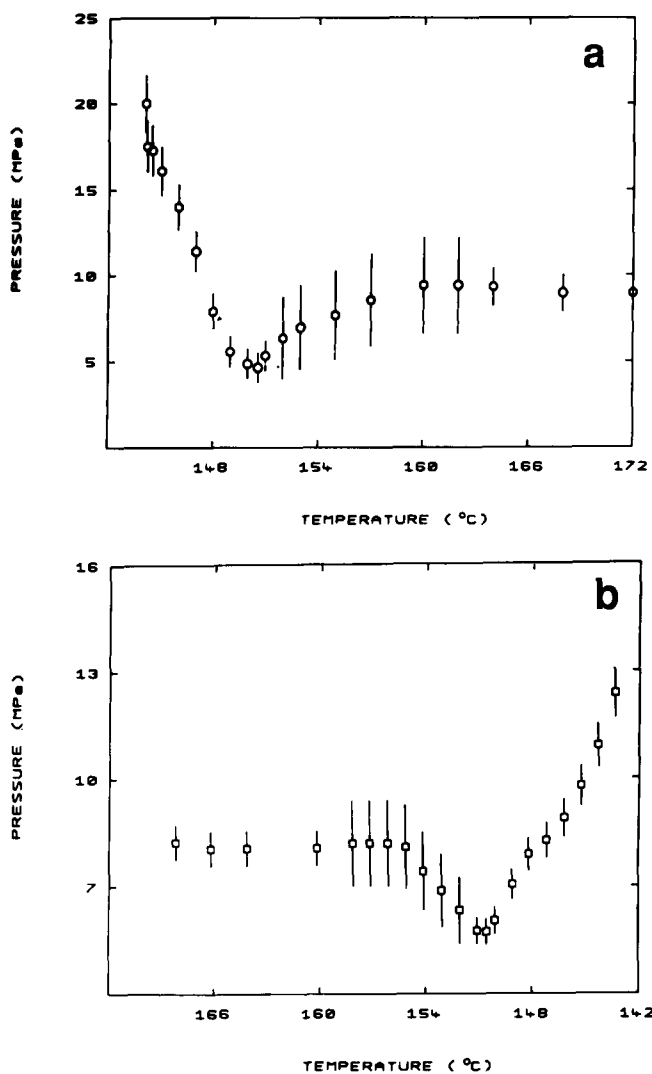 25
a
20
15
10
5
PRESSURE (MPa)
148 154 160 166 172
TEMPERATURE (°C)
16
b
13
10
7
PRESSURE (MPa)
166 160 154 148 142
TEMPERATURE (°C)